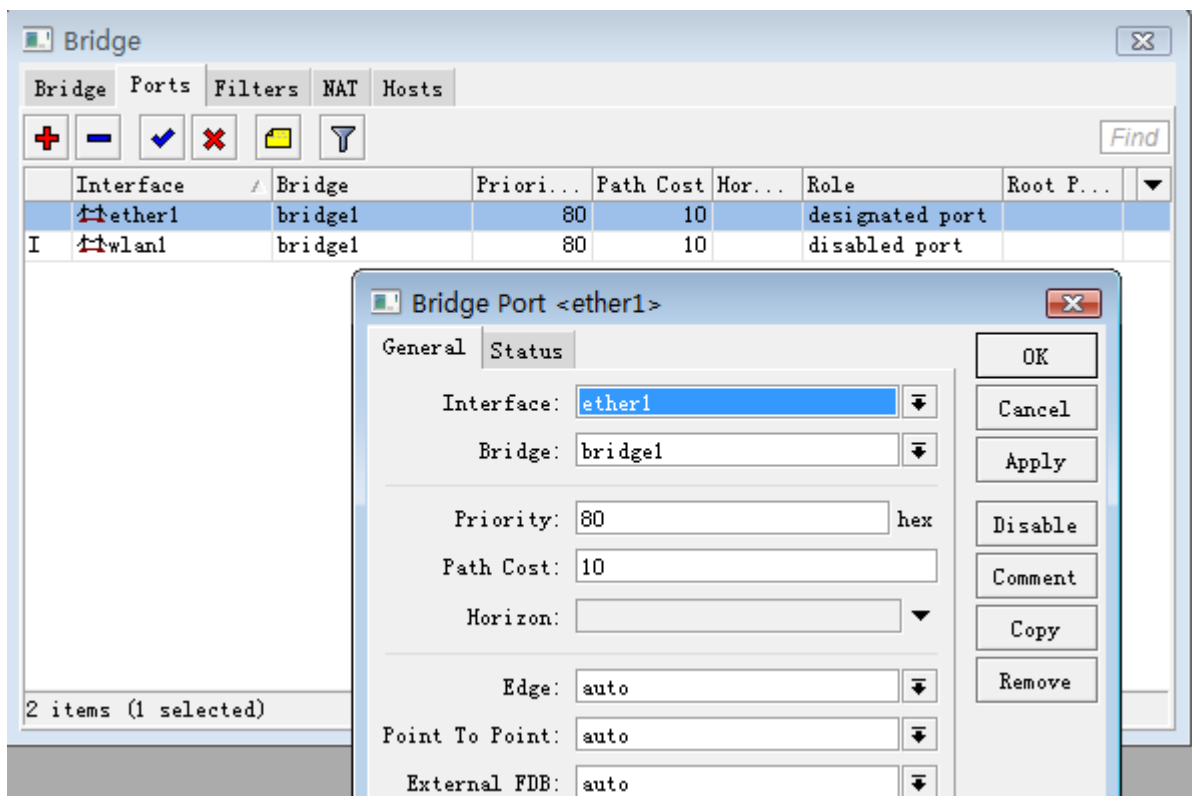 Bridge
Bridge Ports Filters NAT Hosts
Find
Interface Bridge Priori... Path Cost Hor... Role Root P...
ether1 bridge1 80 10 designated port
I wlan1 bridge1 80 10 disabled port
Bridge Port <ether1>
General Status
OK
Interface: ether1
Cancel
Bridge: bridge1
Apply
Priority: 80 hex
Disable
Path Cost: 10
Comment
Horizon:
Copy
Edge: auto
Remove
2 items (1 selected)
Point To Point: auto
External FDB: auto